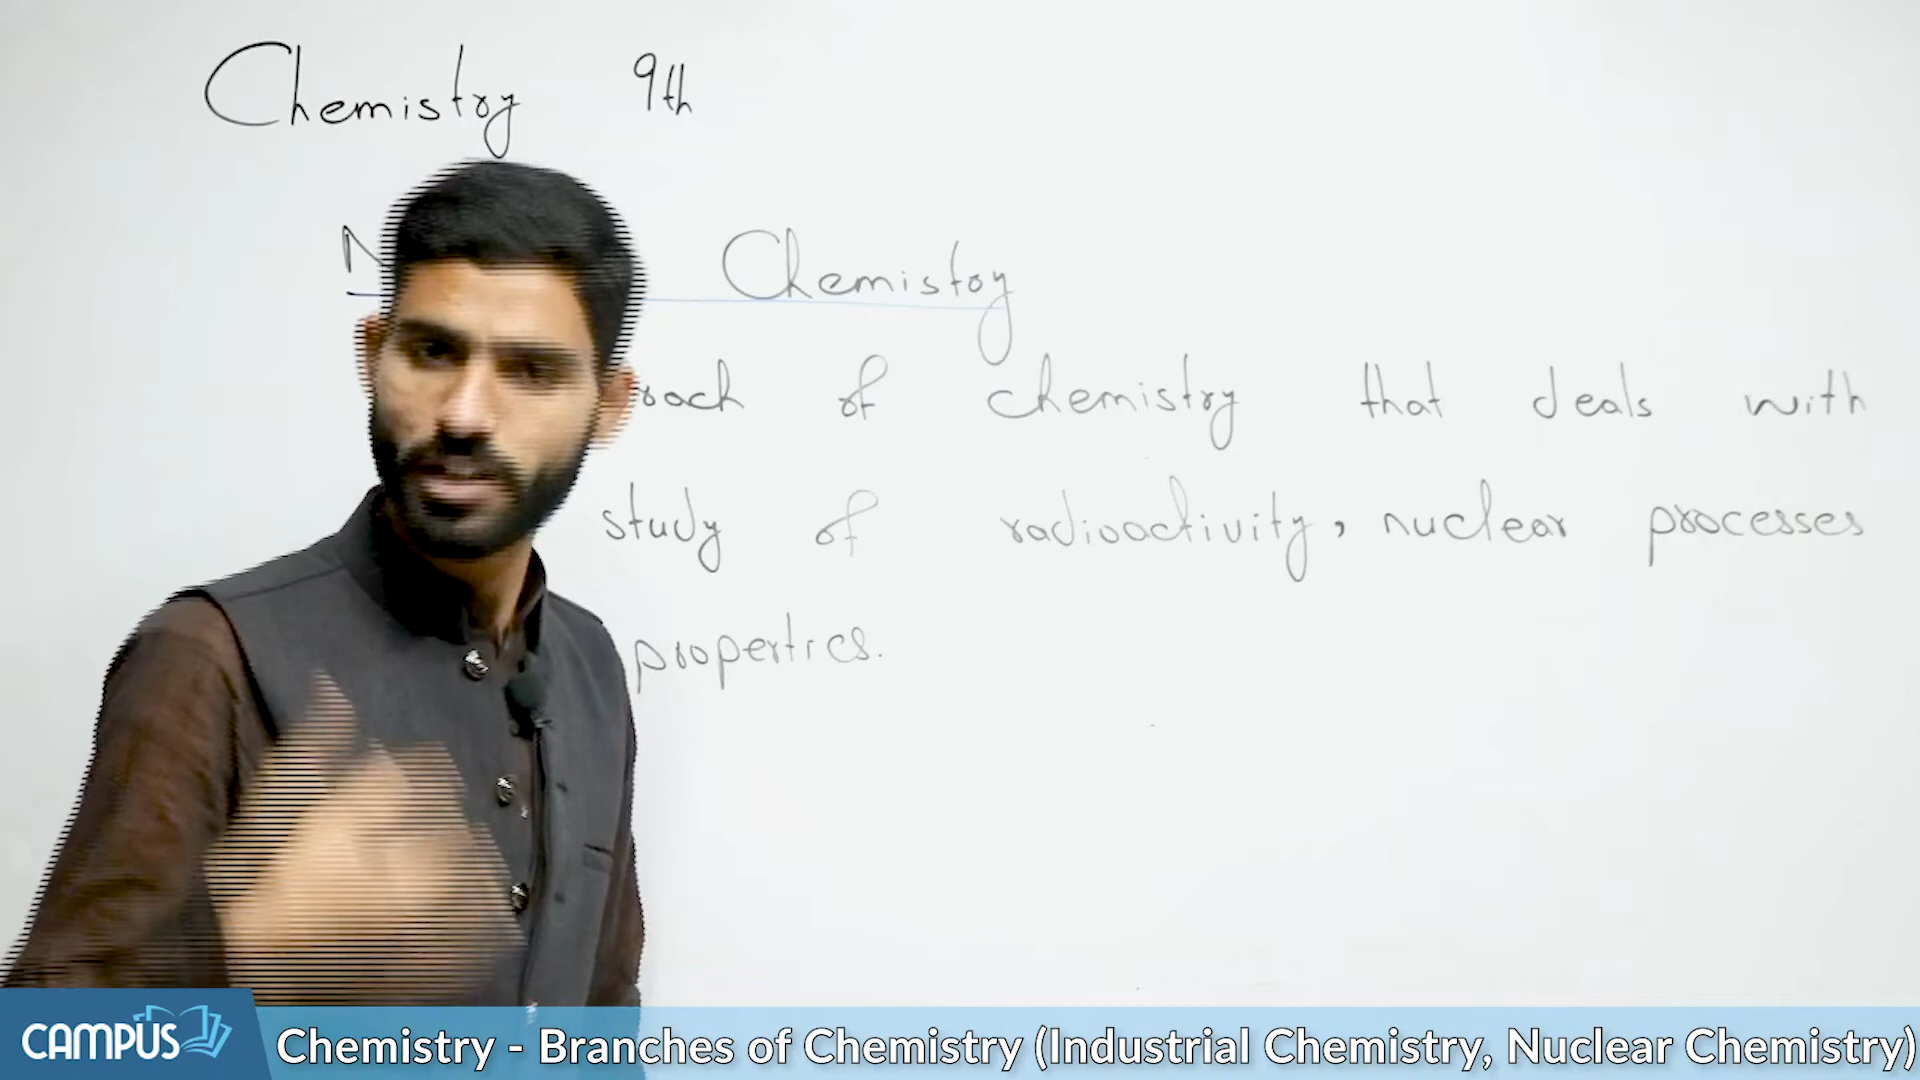 Chemistry 9th
Chemistry
of chemistry that deals with
study of radioactivity, nuclear processes
properties.
CAMPUS
Chemistry - Branches of Chemistry (Industrial Chemistry, Nuclear Chemistry)